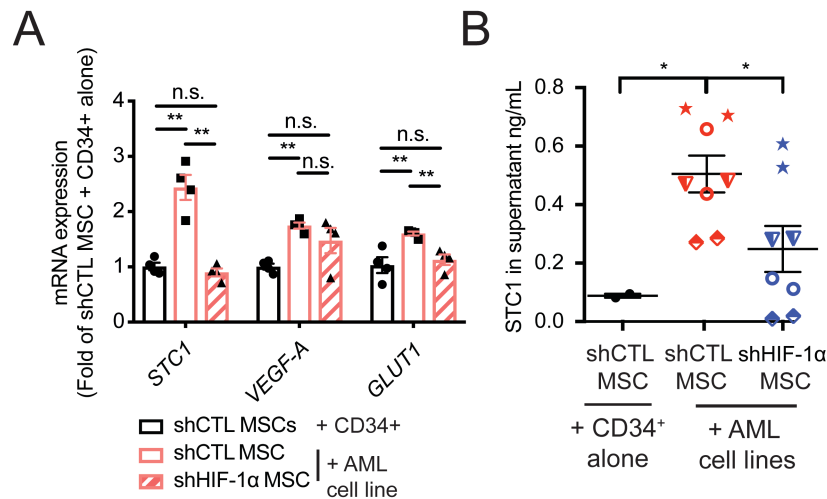 A
mRNA expression
(Fold of shCTL MSC + CD34+ alone)
4
3
2
1
0
n.s.
**
**
n.s.
**
n.s.
n.s.
**
**
STC1
VEGF-A
GLUT1
shCTL MSCs + CD34+
shCTL MSC
shHIF-1α MSC
+ AML
cell line
B
STC1 in supernatant ng/mL
0.8
0.6
0.4
0.2
0.0
*
*
shCTL
MSC
shCTL
MSC
shHIF-1α
MSC
+ CD34⁺
alone
+ AML
cell lines